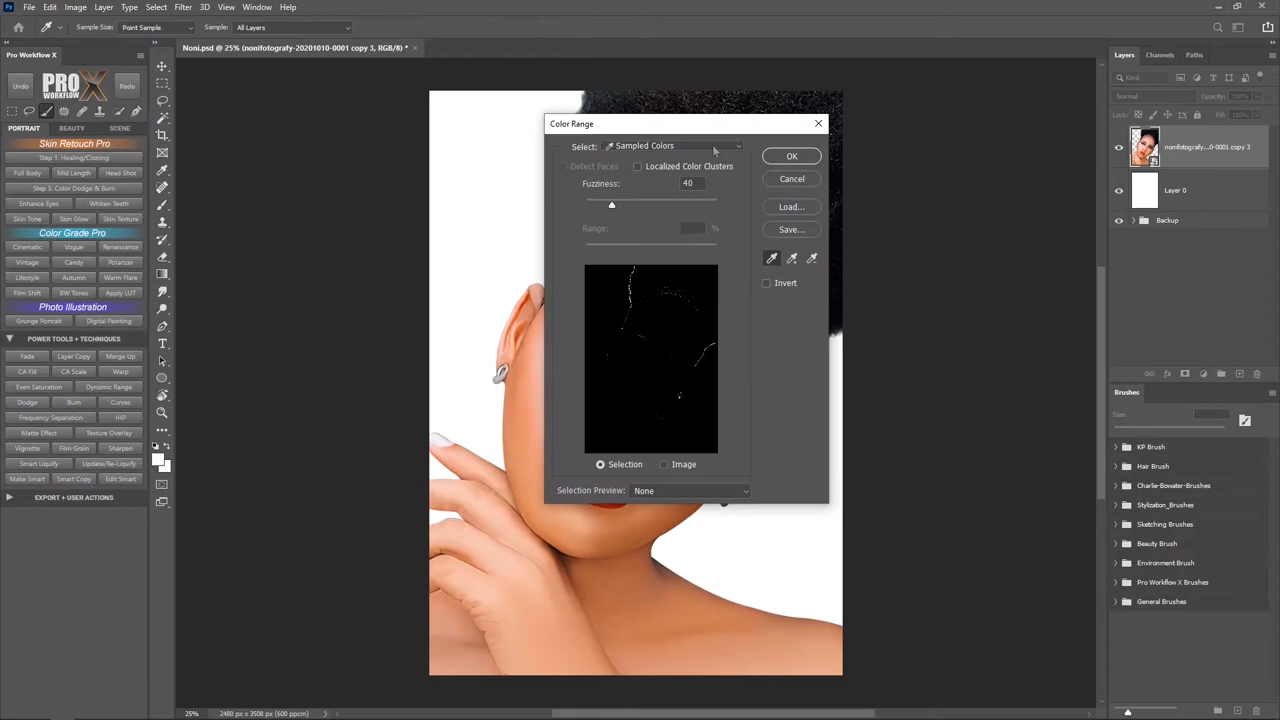 Ps File Edit Image Layer Type Select Filter 3D View Window Help
Sample Size: Point Sample Sample: All Layers
Noni.psd @ 25% (nonifotografy-20201010-0001 copy 3, RGB/8) * ×
Pro Workflow X
Undo PRO X WORKFLOW Redo
PORTRAIT BEAUTY SCENE
Skin Retouch Pro
Step 1. Healing/Cloning
Full Body Mid Length Head Shot
Step 3. Color Dodge Burn
Enhance Eyes Whiten Teeth
Skin Tone Skin Glow Skin Texture
Color Grade Pro
Cinematic Vogue Renaissance
Vintage Candy Polarizer
Lifestyle Autumn Warm Flare
Film Shift BW Tones Apply LUT
Photo Illustration
Grunge Portrait Digital Painting
POWER TOOLS + TECHNIQUES
Fade Layer Copy Merge Up
CA Fill CA Scale Warp
Even Saturation Dynamic Range
Dodge Burn Curves
Frequency Separation IHP
Matte Effect Texture Overlay
Vignette Film Grain Sharpen
Smart Liquify Update/Re-Liquify
Make Smart Smart Copy Edit Smart
EXPORT + USER ACTIONS
Color Range
Select: Sampled Colors
Detect Faces Localized Color Clusters
Fuzziness: 40
Range: %
OK
Cancel
Load...
Save...
Invert
Selection Image
Selection Preview: None
Layers Channels Paths
Kind
Normal Opacity: 100%
Lock: Fill: 100%
nonifotografy...0-0001 copy 3
Layer 0
Backup
Brushes
Size:
KP Brush
Hair Brush
Charlie-Bowater-Brushes
Stylization_Brushes
Sketching Brushes
Beauty Brush
Environment Brush
Pro Workflow X Brushes
General Brushes
25% 2480 px x 3508 px (600 ppcm)